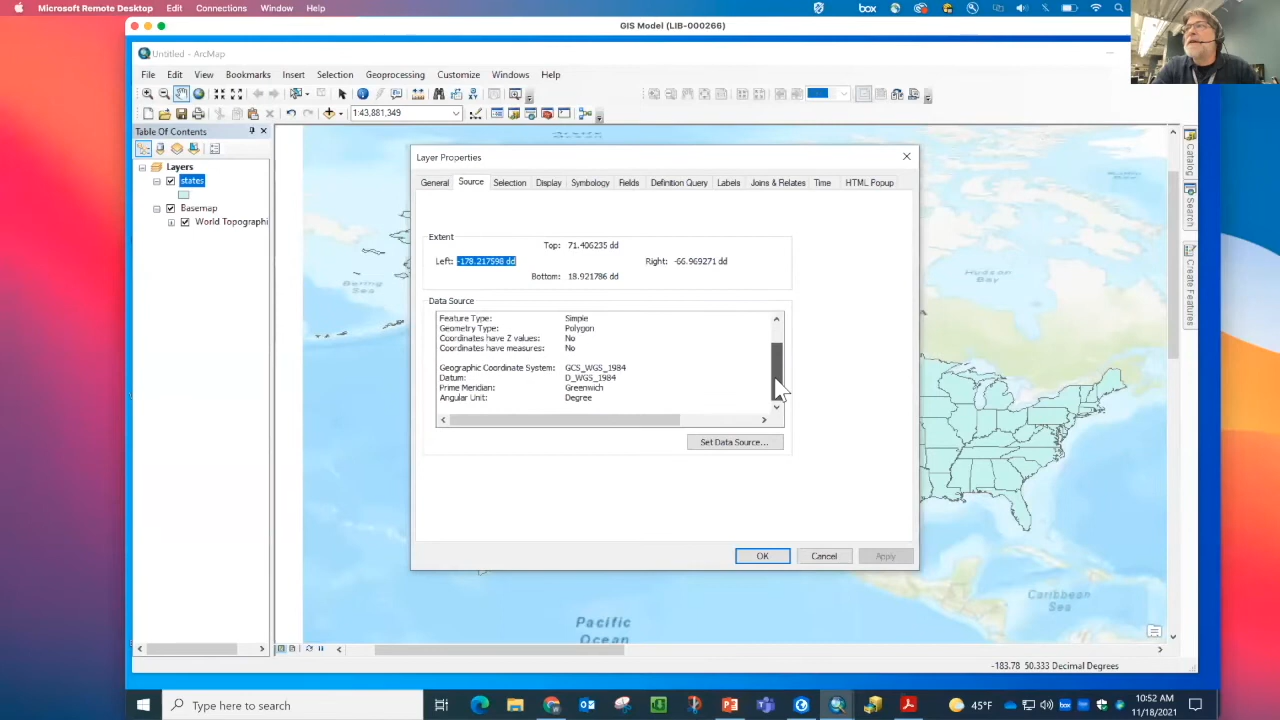 Microsoft Remote Desktop Edit Connections Window Help
box
GIS Model (LIB-000266)
Untitled - ArcMap
File Edit View Bookmarks Insert Selection Geoprocessing Customize Windows Help
1:43,881,349
Table Of Contents
Layers
states
Basemap
World Topographi
Layer Properties
General Source Selection Display Symbology Fields Definition Query Labels Joins & Relates Time HTML Popup
Extent
Top: 71.406235 dd
Left: -178.217598 dd Right: -66.969271 dd
Bottom: 18.921786 dd
Data Source
Feature Type: Simple
Geometry Type: Polygon
Coordinates have Z values: No
Coordinates have measures: No
Geographic Coordinate System: GCS_WGS_1984
Datum: D_WGS_1984
Prime Meridian: Greenwich
Angular Unit: Degree
Set Data Source...
OK Cancel Apply
Bering
Sea
Hudson
Bay
Caribbean
Sea
Pacific
Ocean
Catalog
Search
Create Features
-183.78 50.333 Decimal Degrees
Type here to search
45°F
10:52 AM
11/18/2021